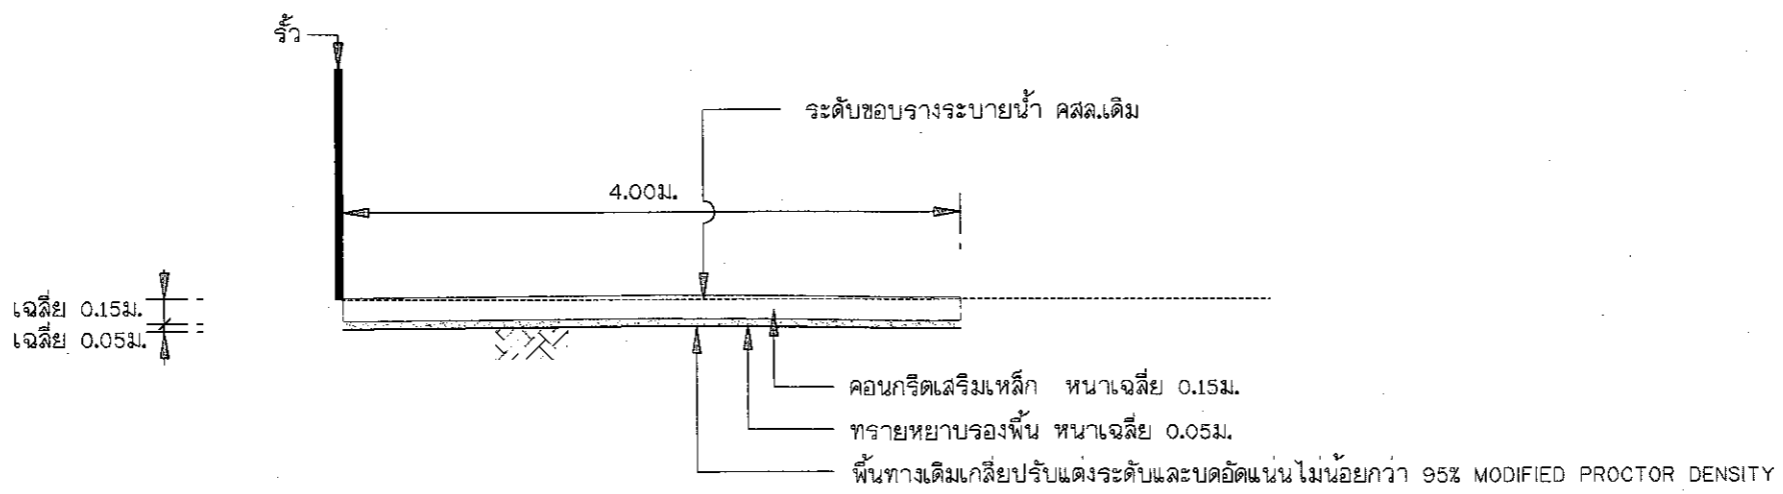 รั้ว
ระดับขอบรางระบายน้ำ คสล.เดิม
4.00ม.
เฉลี่ย 0.15ม.
เฉลี่ย 0.05ม.
คอนกรีตเสริมเหล็ก หนาเฉลี่ย 0.15ม.
ทรายหยาบรองพื้น หนาเฉลี่ย 0.05ม.
พื้นทางเดิมเกลี่ยปรับแต่งระดับและบดอัดแน่นไม่น้อยกว่า 95% MODIFIED PROCTOR DENSITY